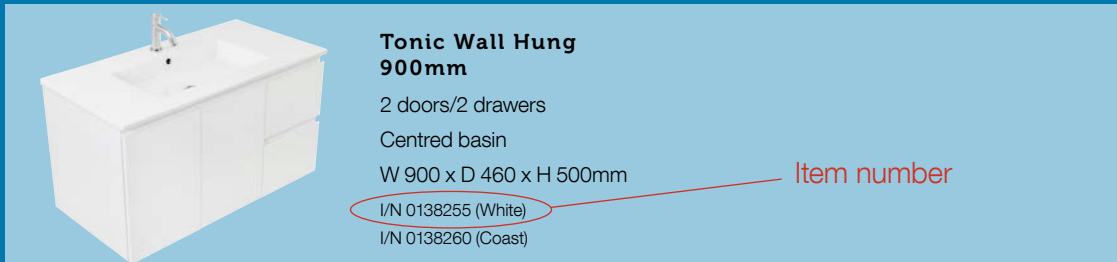 Tonic Wall Hung
900mm
2 doors/2 drawers
Centred basin
W 900 x D 460 x H 500mm
I/N 0138255 (White)
I/N 0138260 (Coast)
Item number